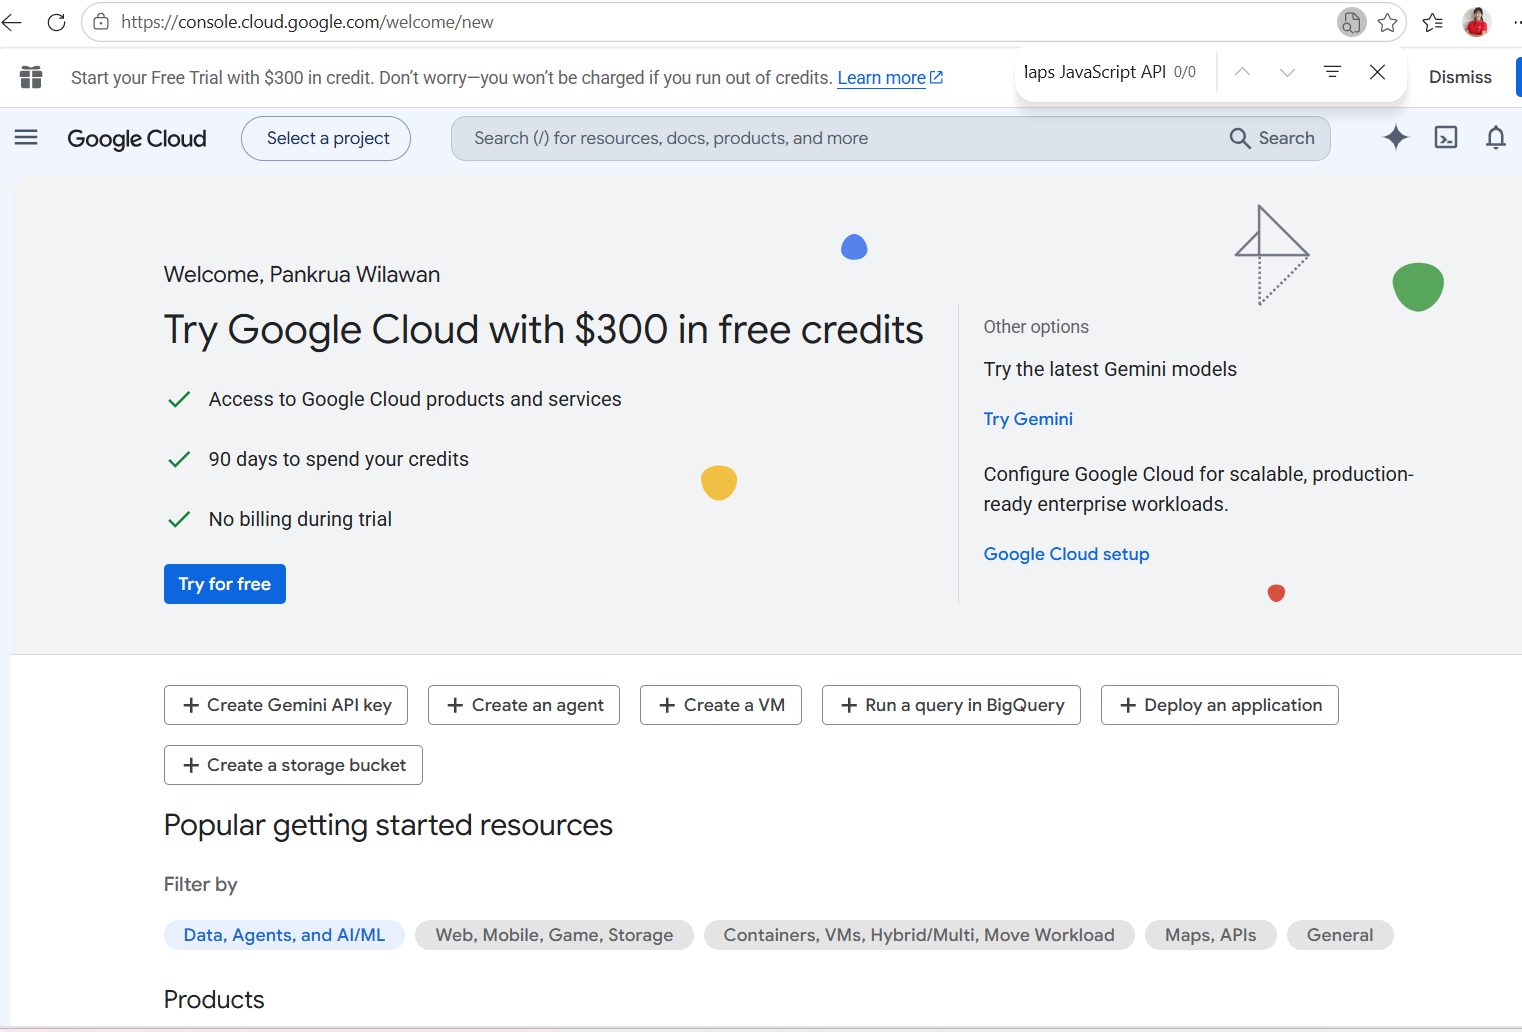 https://console.cloud.google.com/welcome/new
Start your Free Trial with $300 in credit. Don't worry—you won't be charged if you run out of credits. Learn more
laps JavaScript API 0/0
Dismiss
Google Cloud
Select a project
Search (/) for resources, docs, products, and more
Search
Welcome, Pankrua Wilawan
Try Google Cloud with $300 in free credits
Access to Google Cloud products and services
90 days to spend your credits
No billing during trial
Try for free
Other options
Try the latest Gemini models
Try Gemini
Configure Google Cloud for scalable, production-
ready enterprise workloads.
Google Cloud setup
Create Gemini API key
Create an agent
Create a VM
Run a query in BigQuery
Deploy an application
Create a storage bucket
Popular getting started resources
Filter by
Data, Agents, and AI/ML
Web, Mobile, Game, Storage
Containers, VMs, Hybrid/Multi, Move Workload
Maps, APIs
General
Products